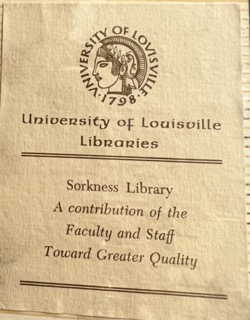 UNIVERSITY OF LOUISVILLE
· 1798 ·
University of Louisville
Libraries
Sorkness Library
A contribution of the
Faculty and Staff
Toward Greater Quality